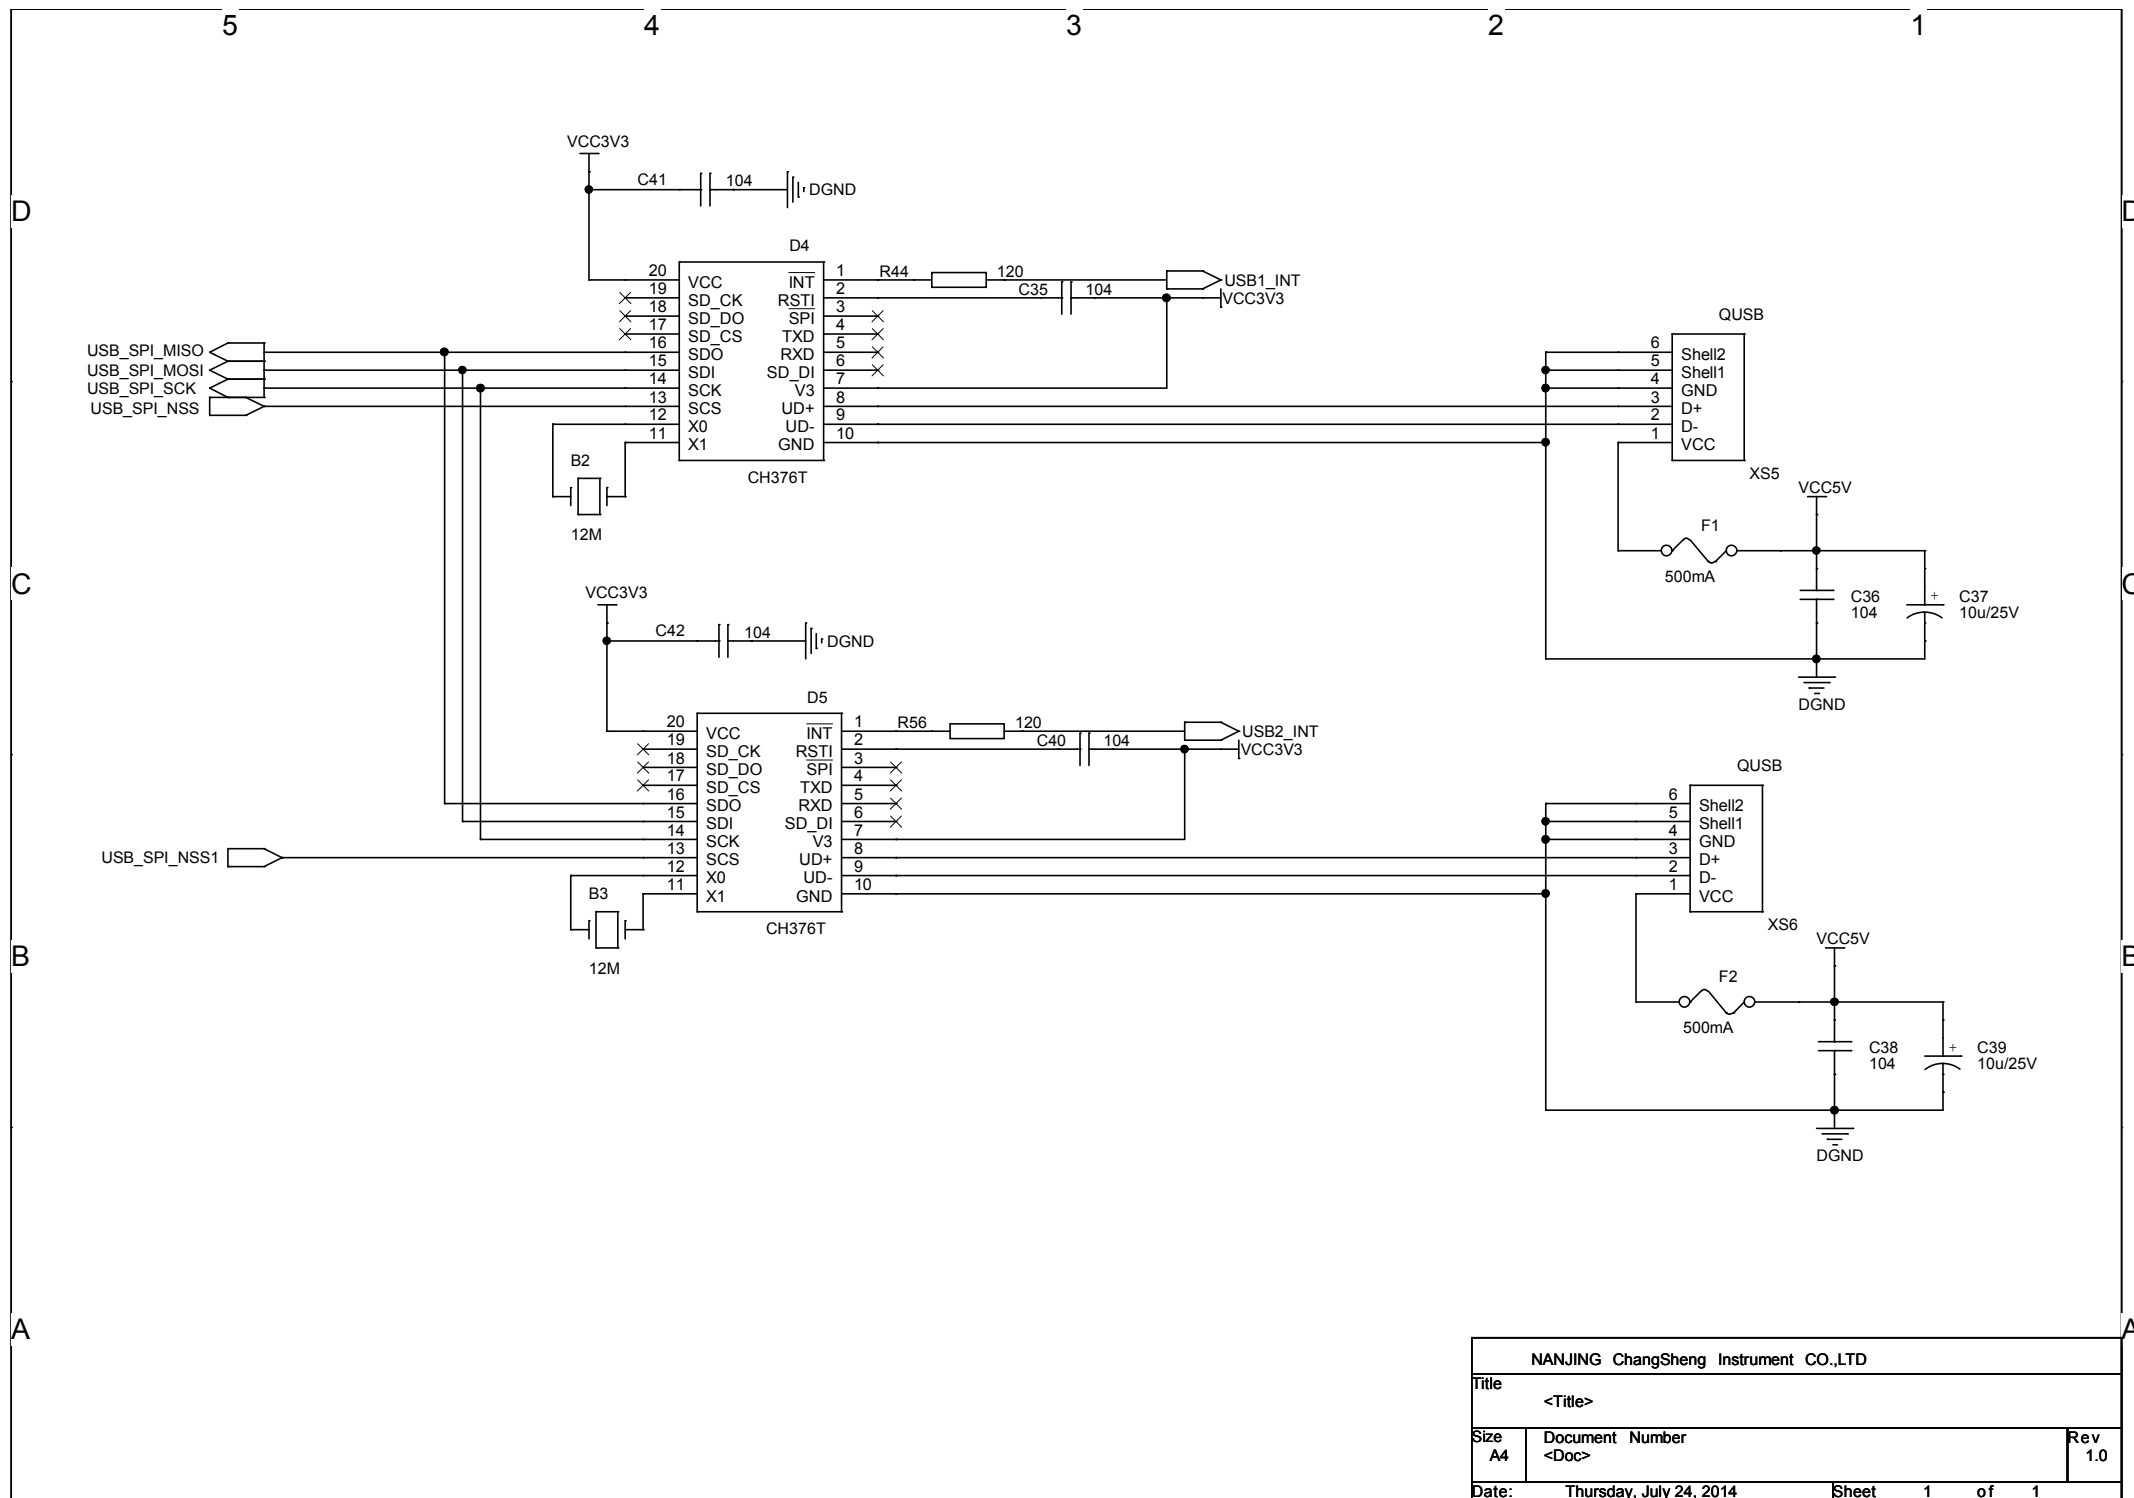 5 4 3 2 1
VCC3V3
C41 104 DGND
D D
D4
20 VCC INT 1 R44 120 USB1_INT
19 SD_CK RSTI 2 C35 104 VCC3V3
18 SD_DO SPI 3
17 SD_CS TXD 4
USB_SPI_MISO 16 SDO RXD 5
USB_SPI_MOSI 15 SDI SD_DI 6
USB_SPI_SCK 14 SCK V3 7
USB_SPI_NSS 13 SCS UD+ 8
12 X0 UD- 9
11 X1 GND 10
CH376T
B2
12M
QUSB
6 Shell2
5 Shell1
4 GND
3 D+
2 D-
1 VCC
XS5
VCC5V
F1
500mA
C36
104
+ C37
10u/25V
DGND
C C
VCC3V3
C42 104 DGND
D5
20 VCC INT 1 R56 120 USB2_INT
19 SD_CK RSTI 2 C40 104 VCC3V3
18 SD_DO SPI 3
17 SD_CS TXD 4
16 SDO RXD 5
15 SDI SD_DI 6
14 SCK V3 7
USB_SPI_NSS1 13 SCS UD+ 8
12 X0 UD- 9
11 X1 GND 10
CH376T
B3
12M
QUSB
6 Shell2
5 Shell1
4 GND
3 D+
2 D-
1 VCC
XS6
VCC5V
B B
F2
500mA
C38
104
+ C39
10u/25V
DGND
A A
NANJING ChangSheng Instrument CO.,LTD
Title
<Title>
Size Document Number Rev
A4 <Doc> 1.0
Date: Thursday, July 24, 2014 Sheet 1 of 1